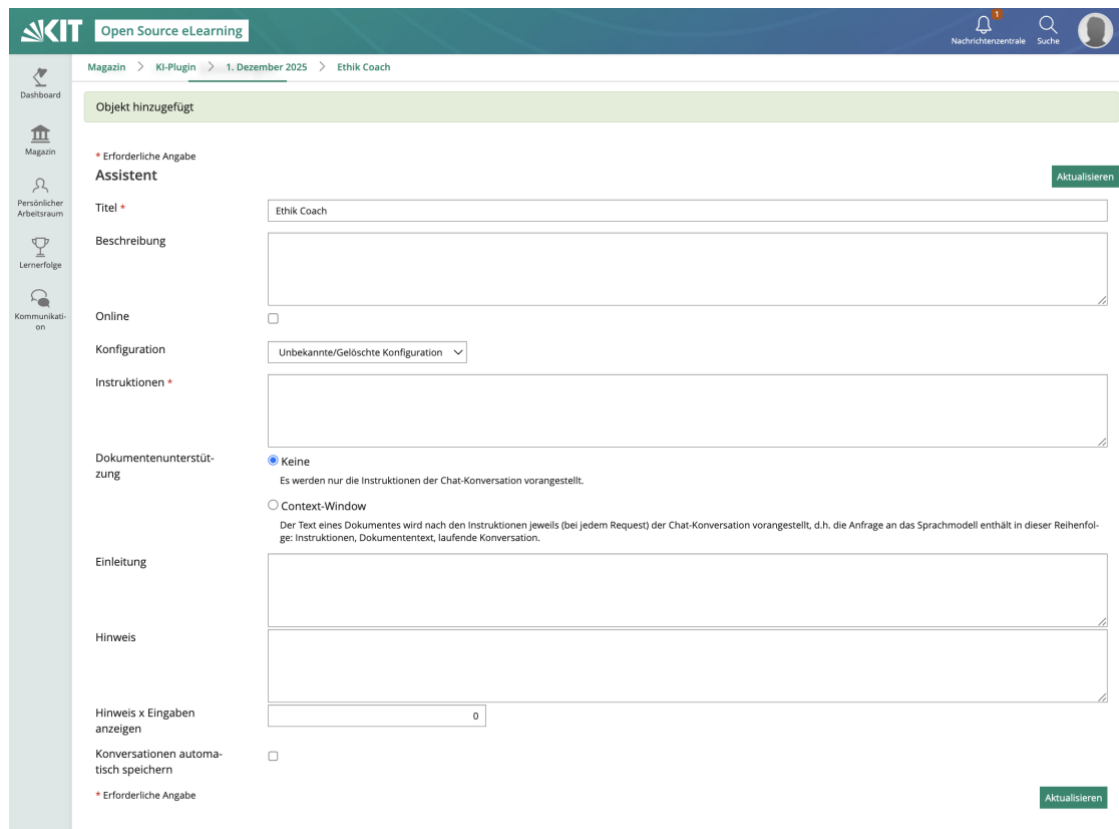 KIT Open Source eLearning
1
Nachrichtenzentrale Suche
Magazin > KI-Plugin > 1. Dezember 2025 > Ethik Coach
Dashboard
Magazin
Persönlicher
Arbeitsraum
Lernerfolge
Kommunikati-
on
Objekt hinzugefügt
* Erforderliche Angabe
Assistent
Aktualisieren
Titel *
Ethik Coach
Beschreibung
Online
Konfiguration
Unbekannte/Gelöschte Konfiguration
Instruktionen *
Dokumentenunterstüt-
zung
Keine
Es werden nur die Instruktionen der Chat-Konversation vorangestellt.
Context-Window
Der Text eines Dokumentes wird nach den Instruktionen jeweils (bei jedem Request) der Chat-Konversation vorangestellt, d.h. die Anfrage an das Sprachmodell enthält in dieser Reihenfol-
ge: Instruktionen, Dokumententext, laufende Konversation.
Einleitung
Hinweis
Hinweis x Eingaben
anzeigen
0
Konversationen automa-
tisch speichern
* Erforderliche Angabe
Aktualisieren